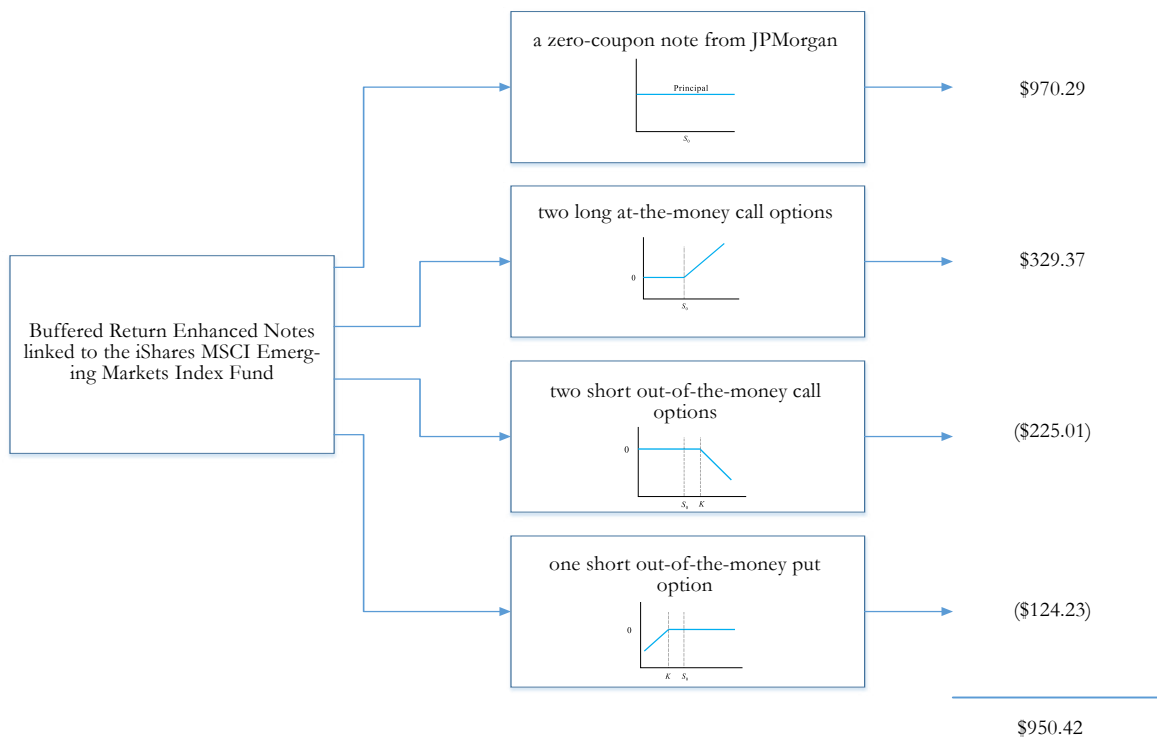 a zero-coupon note from JPMorgan
Principal
S₀
$970.29
two long at-the-money call options
0
S₀
$329.37
Buffered Return Enhanced Notes
linked to the iShares MSCI Emerg-
ing Markets Index Fund
two short out-of-the-money call
options
0
S₀ K
($225.01)
one short out-of-the-money put
option
0
K S₀
($124.23)
$950.42